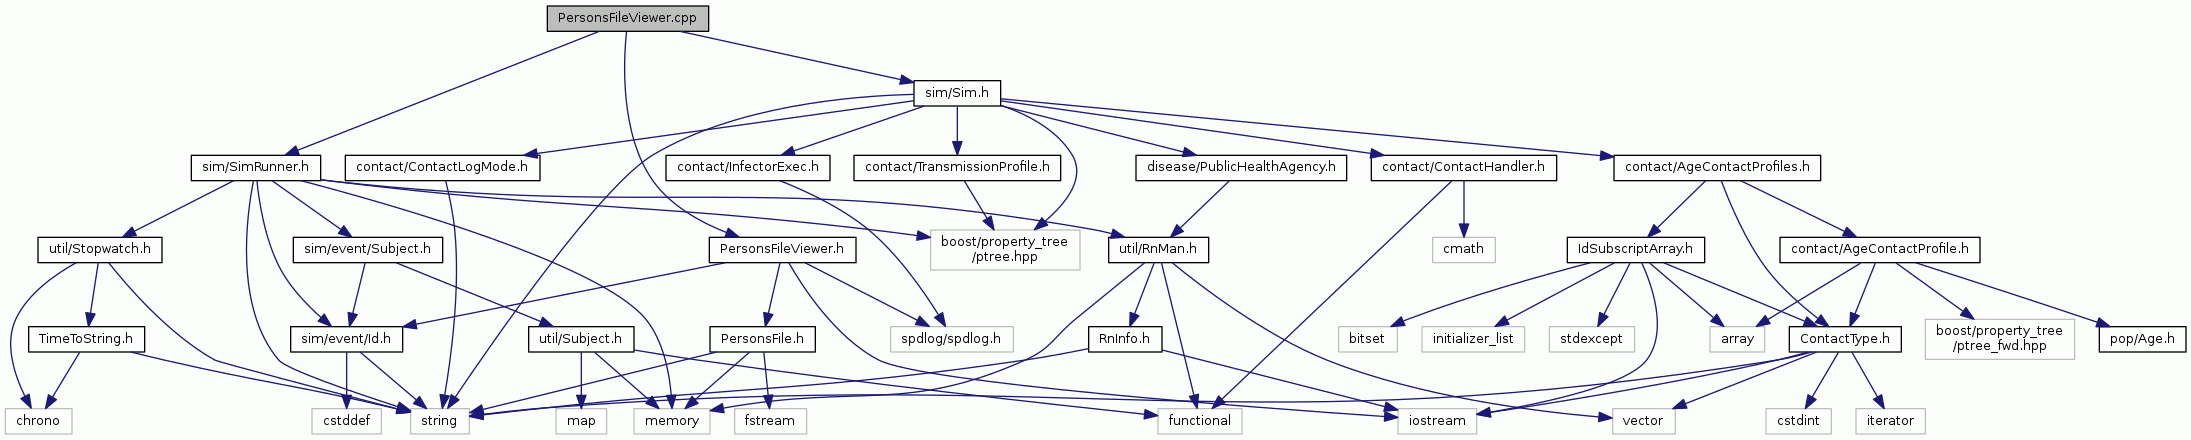 PersonsFileViewer.cpp
sim/Sim.h
sim/SimRunner.h
contact/ContactLogMode.h
contact/InfectorExec.h
contact/TransmissionProfile.h
disease/PublicHealthAgency.h
contact/ContactHandler.h
contact/AgeContactProfiles.h
util/Stopwatch.h
sim/event/Subject.h
PersonsFileViewer.h
boost/property_tree
/ptree.hpp
util/RnMan.h
cmath
IdSubscriptArray.h
contact/AgeContactProfile.h
TimeToString.h
sim/event/Id.h
util/Subject.h
PersonsFile.h
spdlog/spdlog.h
RnInfo.h
bitset
initializer_list
stdexcept
array
ContactType.h
boost/property_tree
/ptree_fwd.hpp
pop/Age.h
chrono
cstddef
string
map
memory
fstream
functional
iostream
vector
cstdint
iterator